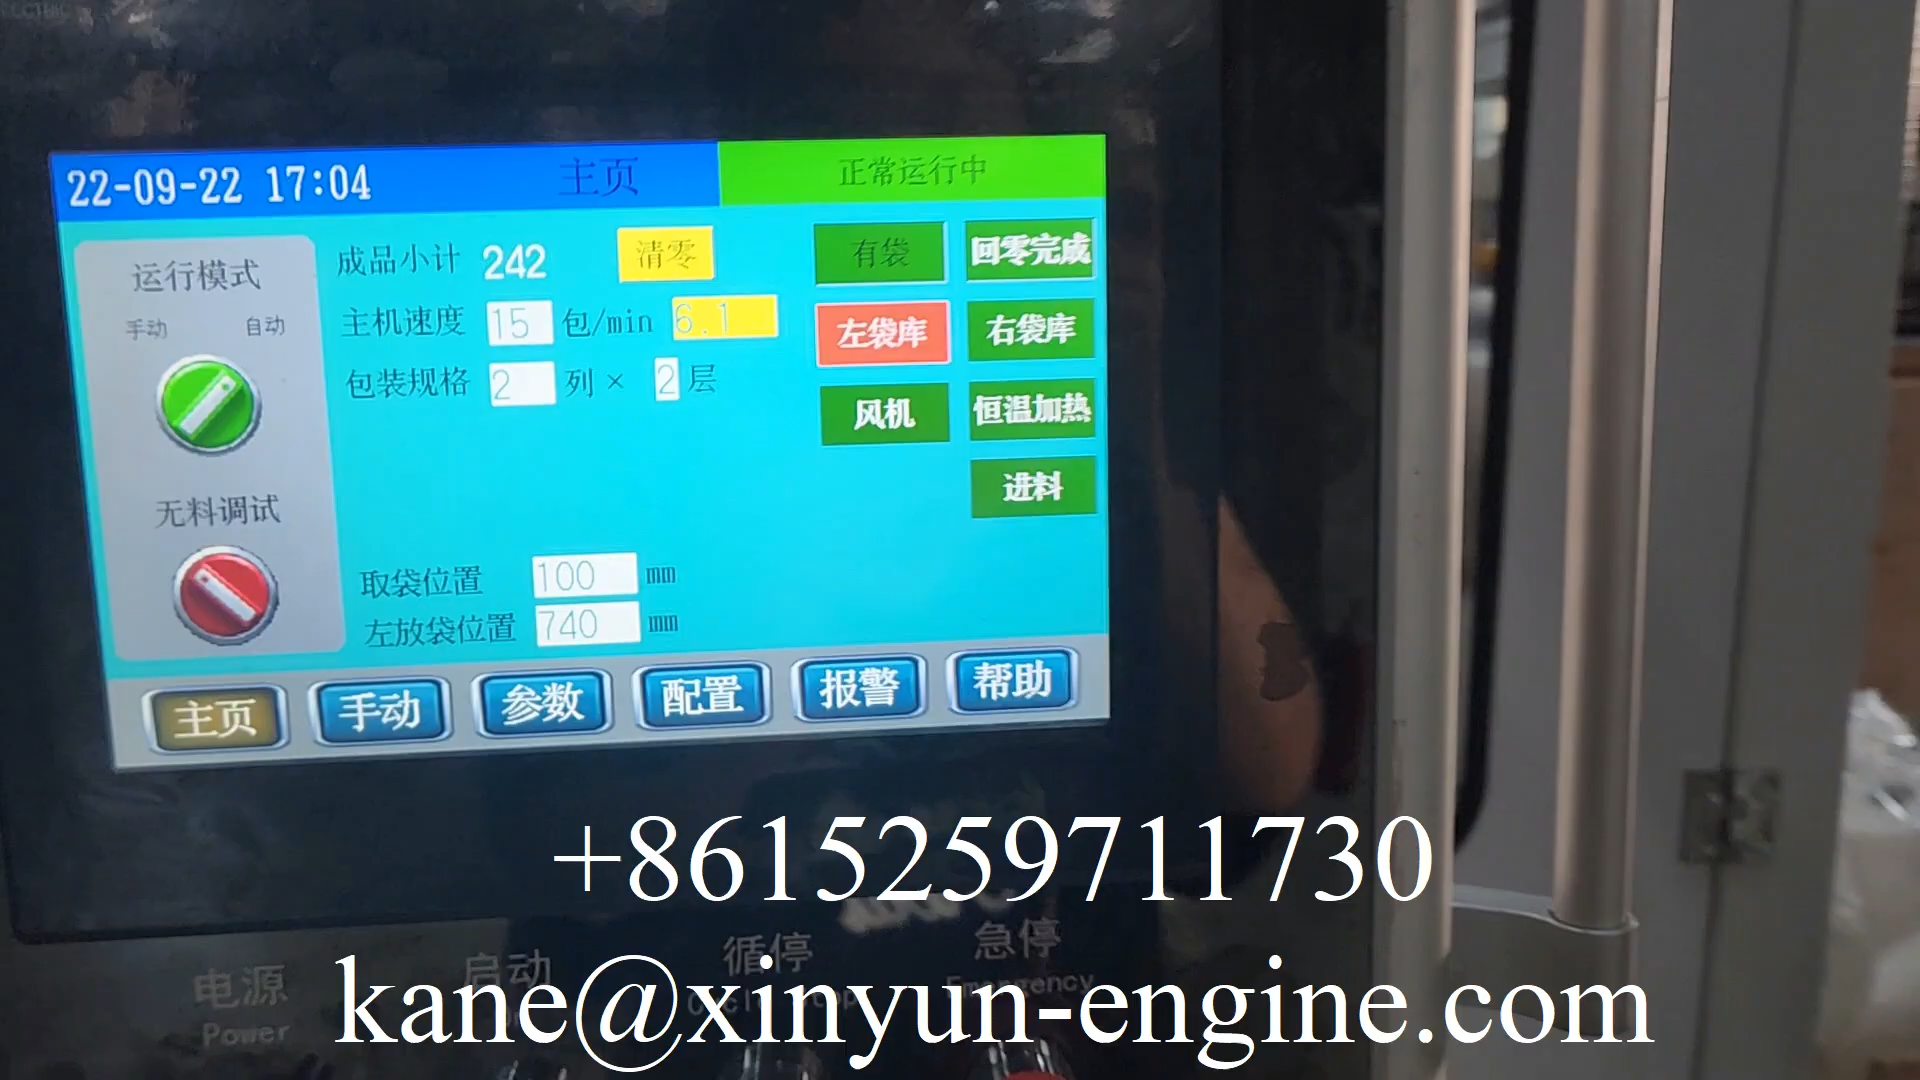 22-09-22 17:04 主页 正常运行中
运行模式
手动 自动
无料调试
成品小计 242 清零
主机速度 15 包/min 6.1
包装规格 2 列 × 2 层
取袋位置 100 mm
左放袋位置 740 mm
有袋 回零完成
左袋库 右袋库
风机 恒温加热
进料
主页 手动 参数 配置 报警 帮助
+8615259711730
电源 启动 循停 急停
Power Emergency
kane@xinyun-engine.com